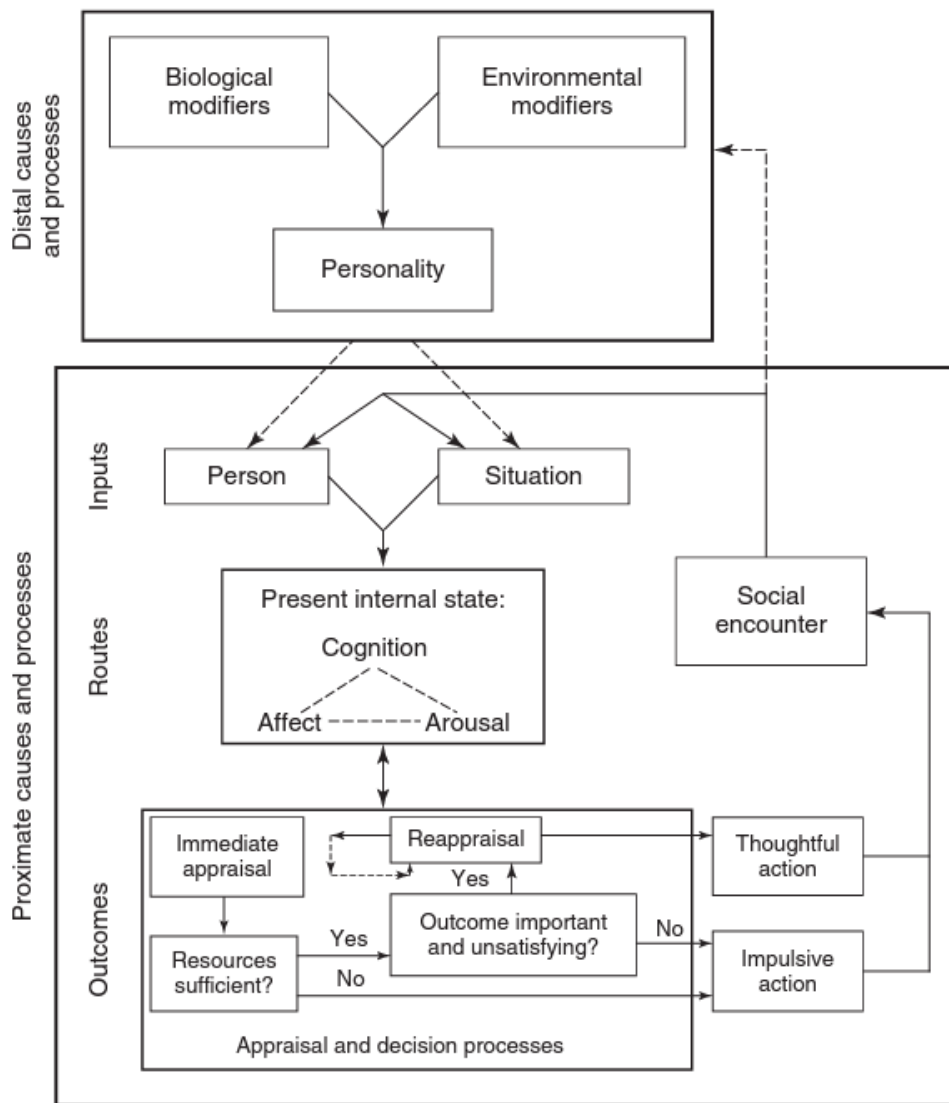 Distal causes
and processes
Biological
modifiers
Environmental
modifiers
Personality
Proximate causes and processes
Inputs
Person
Situation
Routes
Present internal state:
Cognition
Affect
Arousal
Social
encounter
Outcomes
Immediate
appraisal
Reappraisal
Thoughtful
action
Yes
Outcome important
and unsatisfying?
Yes
No
Resources
sufficient?
No
Impulsive
action
Appraisal and decision processes